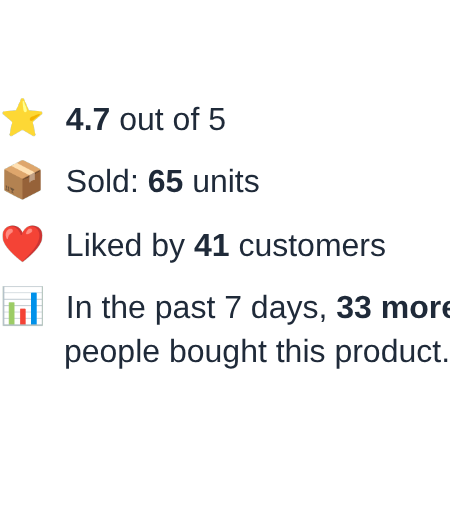 4.7 out of 5
Sold: 65 units
Liked by 41 customers
In the past 7 days, 33 more
people bought this product.